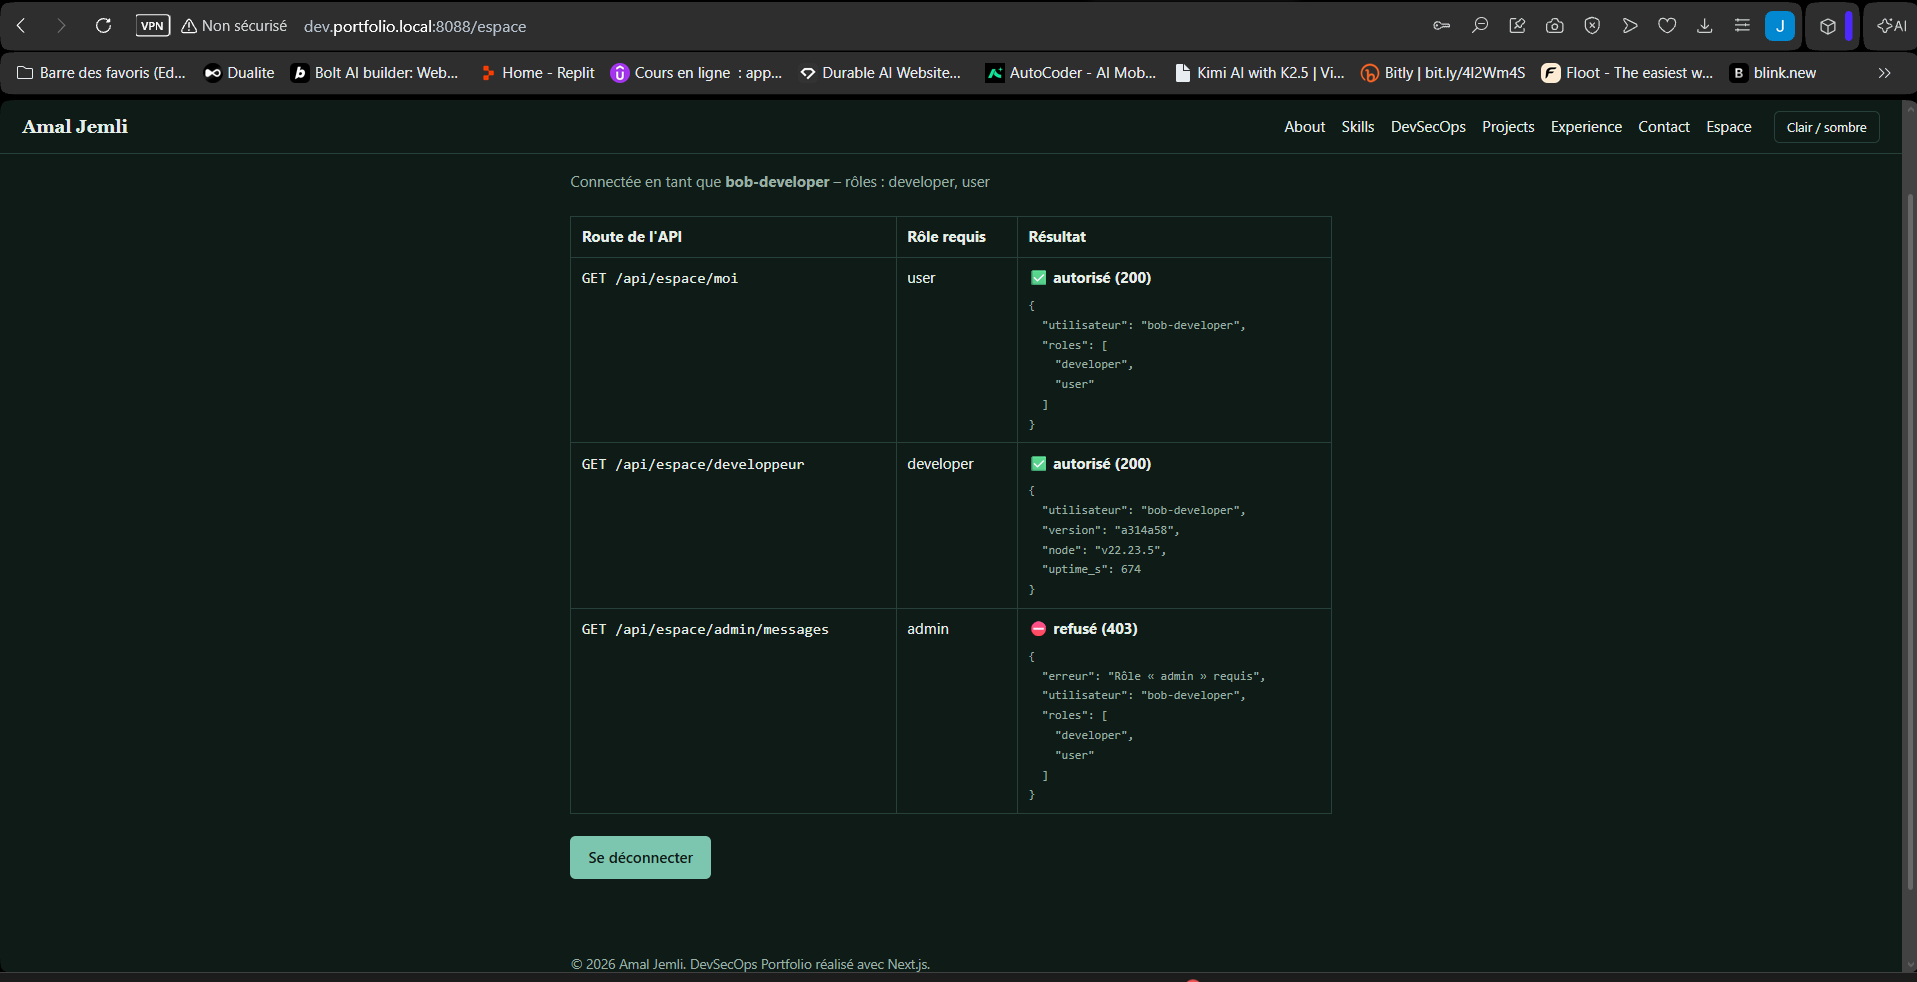 VPN Non sécurisé dev.portfolio.local:8088/espace J AI
Barre des favoris (Ed... Dualite Bolt AI builder: Web... Home - Replit Cours en ligne : app... Durable AI Website... AutoCoder - AI Mob... Kimi AI with K2.5 | Vi... Bitly | bit.ly/4l2Wm4S Floot - The easiest w... B blink.new
Amal Jemli About Skills DevSecOps Projects Experience Contact Espace Clair / sombre
Connectée en tant que bob-developer – rôles : developer, user
Route de l'API Rôle requis Résultat
GET /api/espace/moi user autorisé (200)
{
"utilisateur": "bob-developer",
"roles": [
"developer",
"user"
]
}
GET /api/espace/developpeur developer autorisé (200)
{
"utilisateur": "bob-developer",
"version": "a314a58",
"node": "v22.23.5",
"uptime_s": 674
}
GET /api/espace/admin/messages admin refusé (403)
{
"erreur": "Rôle « admin » requis",
"utilisateur": "bob-developer",
"roles": [
"developer",
"user"
]
}
Se déconnecter
© 2026 Amal Jemli. DevSecOps Portfolio réalisé avec Next.js.